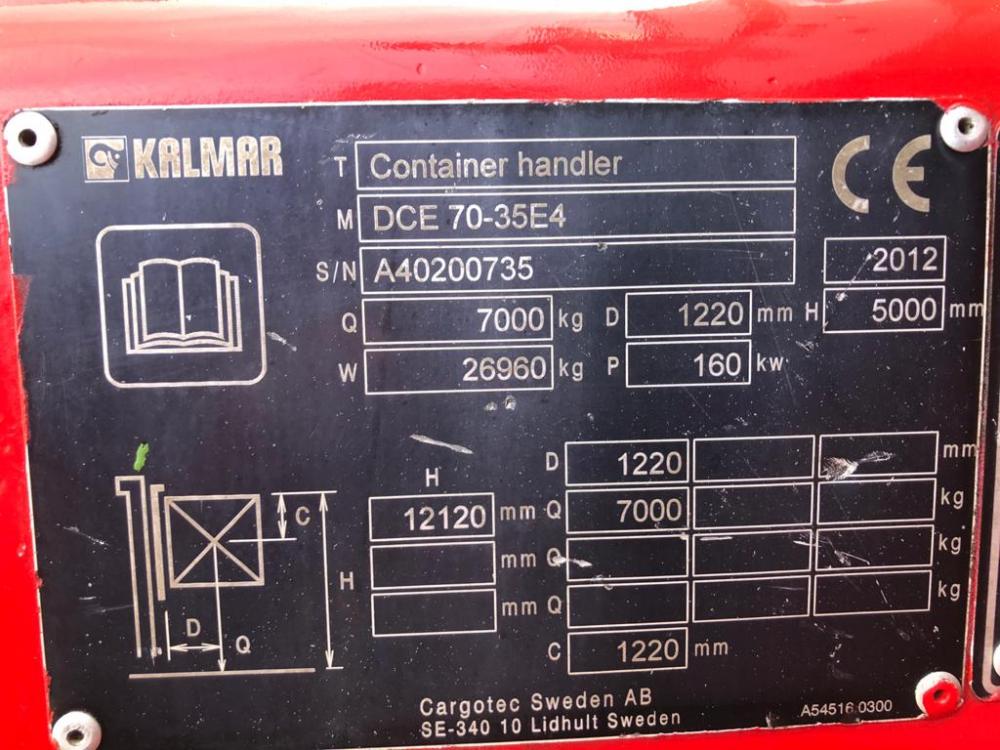 KALMAR
T Container handler
CE
M DCE 70-35E4
S/N A40200735 2012
Q 7000 kg D 1220 mm H 5000 mm
W 26960 kg P 160 kw
D 1220 mm
H
12120 mm Q 7000 kg
mm Q kg
mm Q kg
C 1220 mm
C
H
D
Q
Cargotec Sweden AB
SE-340 10 Lidhult Sweden
A54516.0300